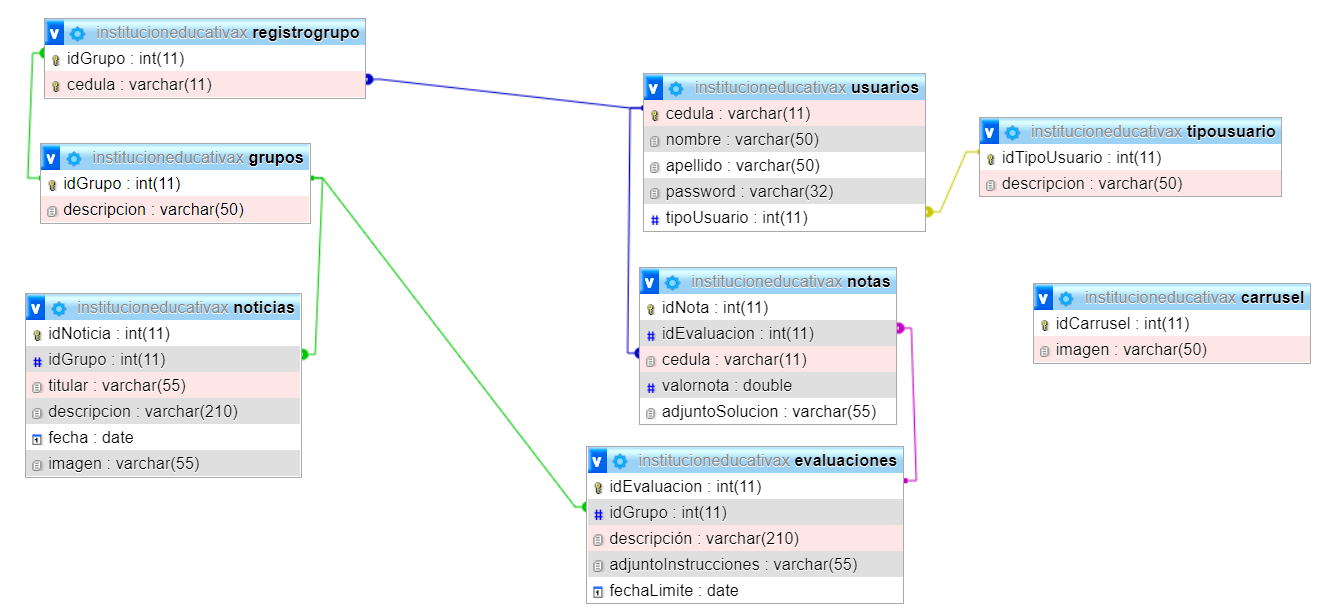 institucioneducativax registrogrupo
idGrupo : int(11)
cedula : varchar(11)
institucioneducativax grupos
idGrupo : int(11)
descripcion : varchar(50)
institucioneducativax noticias
idNoticia : int(11)
idGrupo : int(11)
titular : varchar(55)
descripcion : varchar(210)
fecha : date
imagen : varchar(55)
institucioneducativax usuarios
cedula : varchar(11)
nombre : varchar(50)
apellido : varchar(50)
password : varchar(32)
tipoUsuario : int(11)
institucioneducativax notas
idNota : int(11)
idEvaluacion : int(11)
cedula : varchar(11)
valornota : double
adjuntoSolucion : varchar(55)
institucioneducativax evaluaciones
idEvaluacion : int(11)
idGrupo : int(11)
descripción : varchar(210)
adjuntoInstrucciones : varchar(55)
fechaLimite : date
institucioneducativax tipousuario
idTipoUsuario : int(11)
descripcion : varchar(50)
institucioneducativax carrusel
idCarrusel : int(11)
imagen : varchar(50)